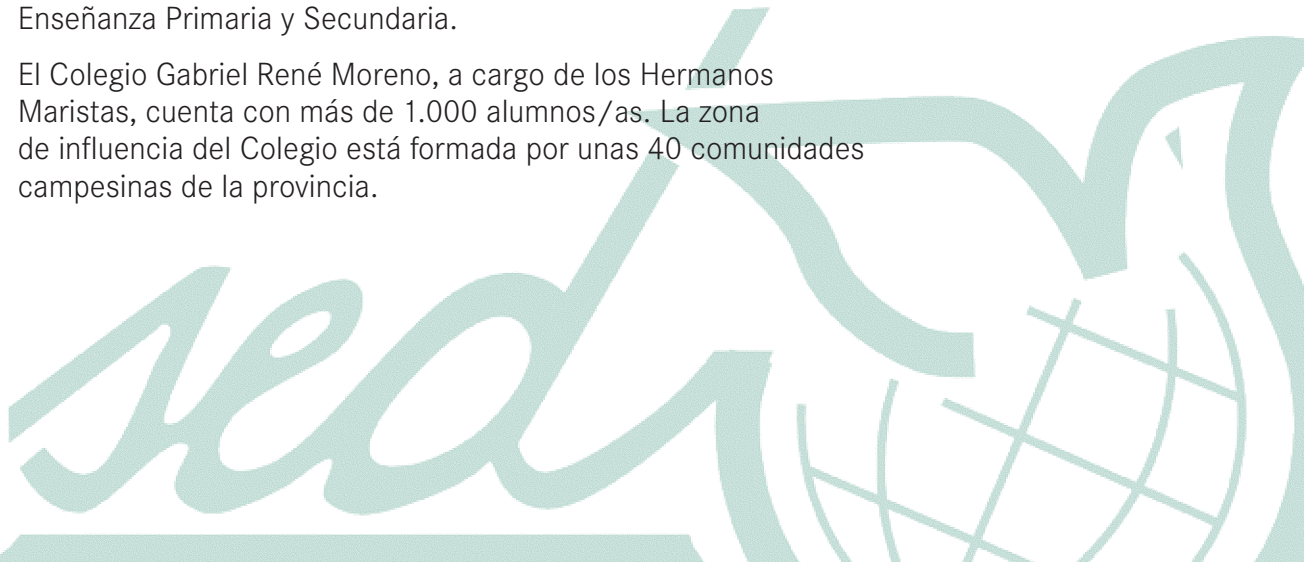 Enseñanza Primaria y Secundaria.
El Colegio Gabriel René Moreno, a cargo de los Hermanos
Maristas, cuenta con más de 1.000 alumnos/as. La zona
de influencia del Colegio está formada por unas 40 comunidades
campesinas de la provincia.
sed